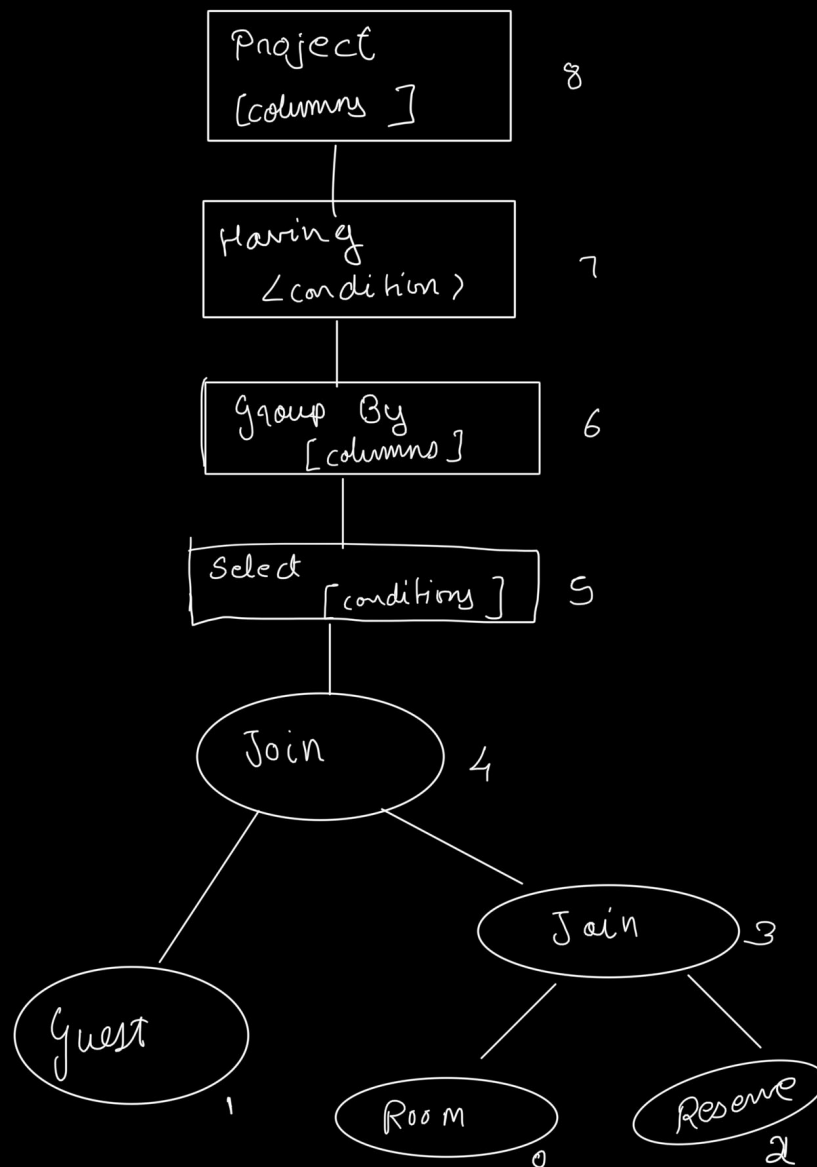 Project
[columns]
8
Having
<condition>
7
Group By
[columns]
6
Select
[conditions]
5
Join
4
Join
3
Guest
1
Room
0
Reserve
2